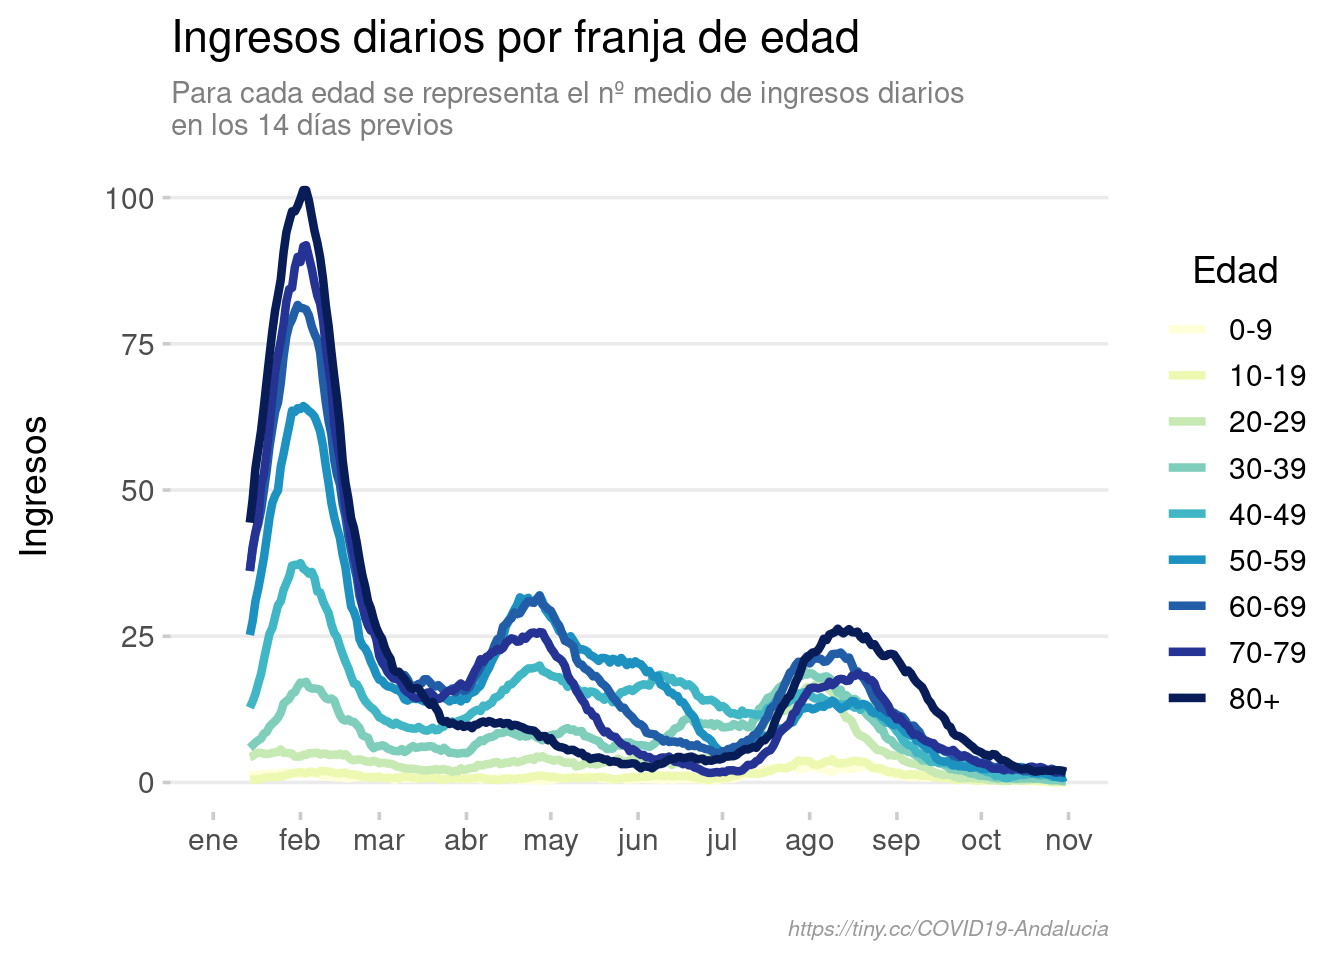 Ingresos diarios por franja de edad
Para cada edad se representa el nº medio de ingresos diarios
en los 14 días previos
Ingresos
100
75
50
25
0
ene feb mar abr may jun jul ago sep oct nov
Edad
0-9
10-19
20-29
30-39
40-49
50-59
60-69
70-79
80+
https://tiny.cc/COVID19-Andalucia